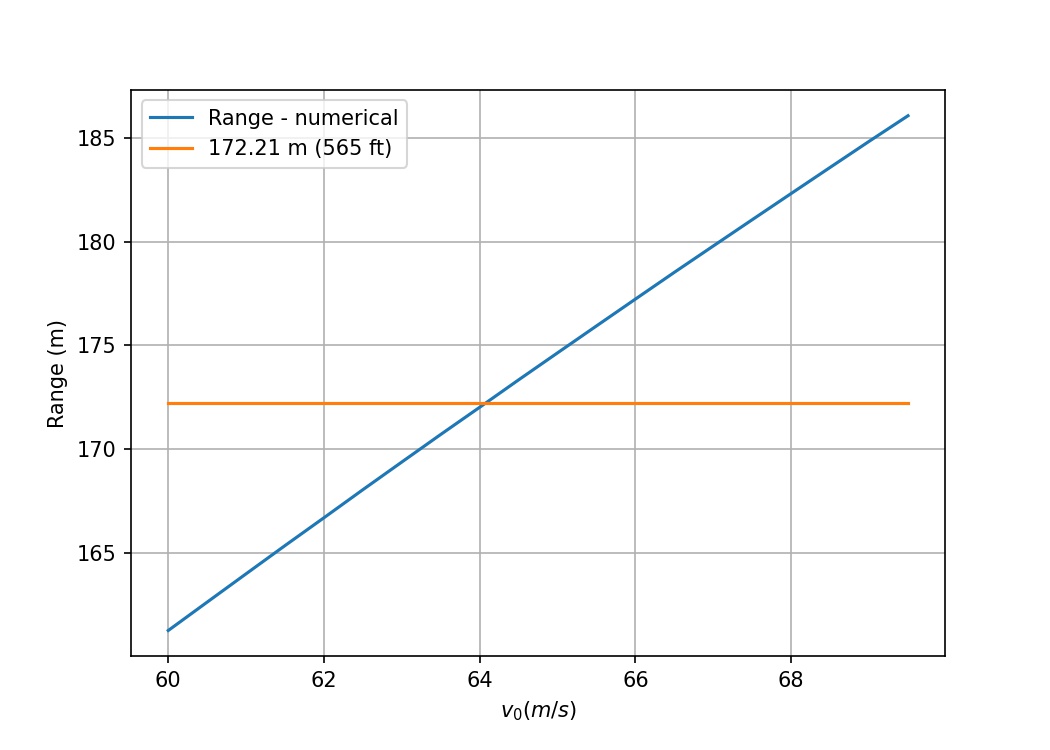 Range - numerical
172.21 m (565 ft)
185
180
175
170
165
Range (m)
60 62 64 66 68
v₀(m/s)